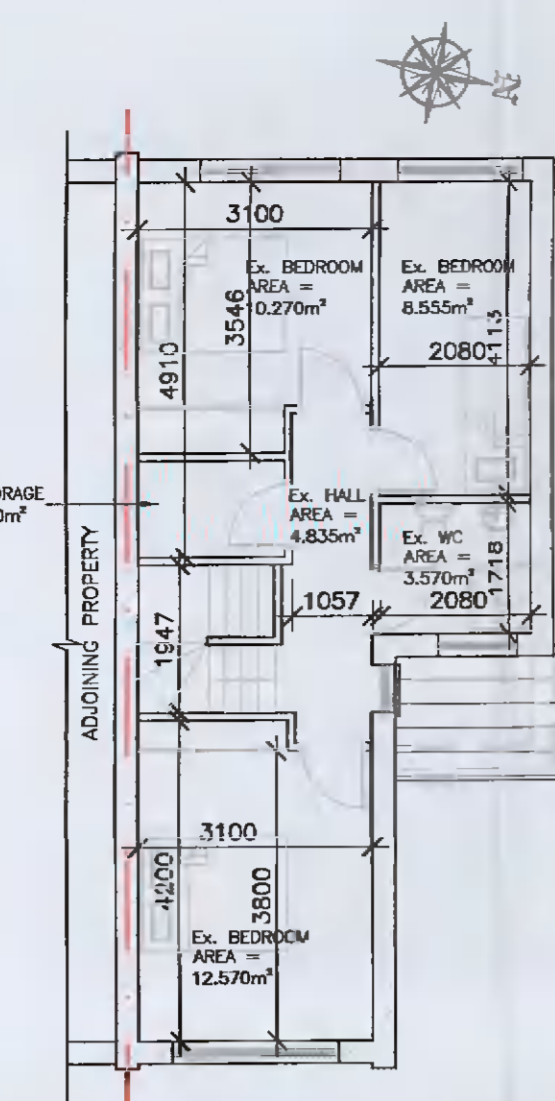 N
3100
Ex. BEDROOM
AREA =
10.270m²
Ex. BEDROOM
AREA =
8.555m²
3546
4910
4113
2080
Ex. HALL
AREA =
4.835m²
Ex. WC
AREA =
3.570m²
1718
1057
2080
1947
ADJOINING PROPERTY
3100
4200
3800
Ex. BEDROOM
AREA =
12.570m²